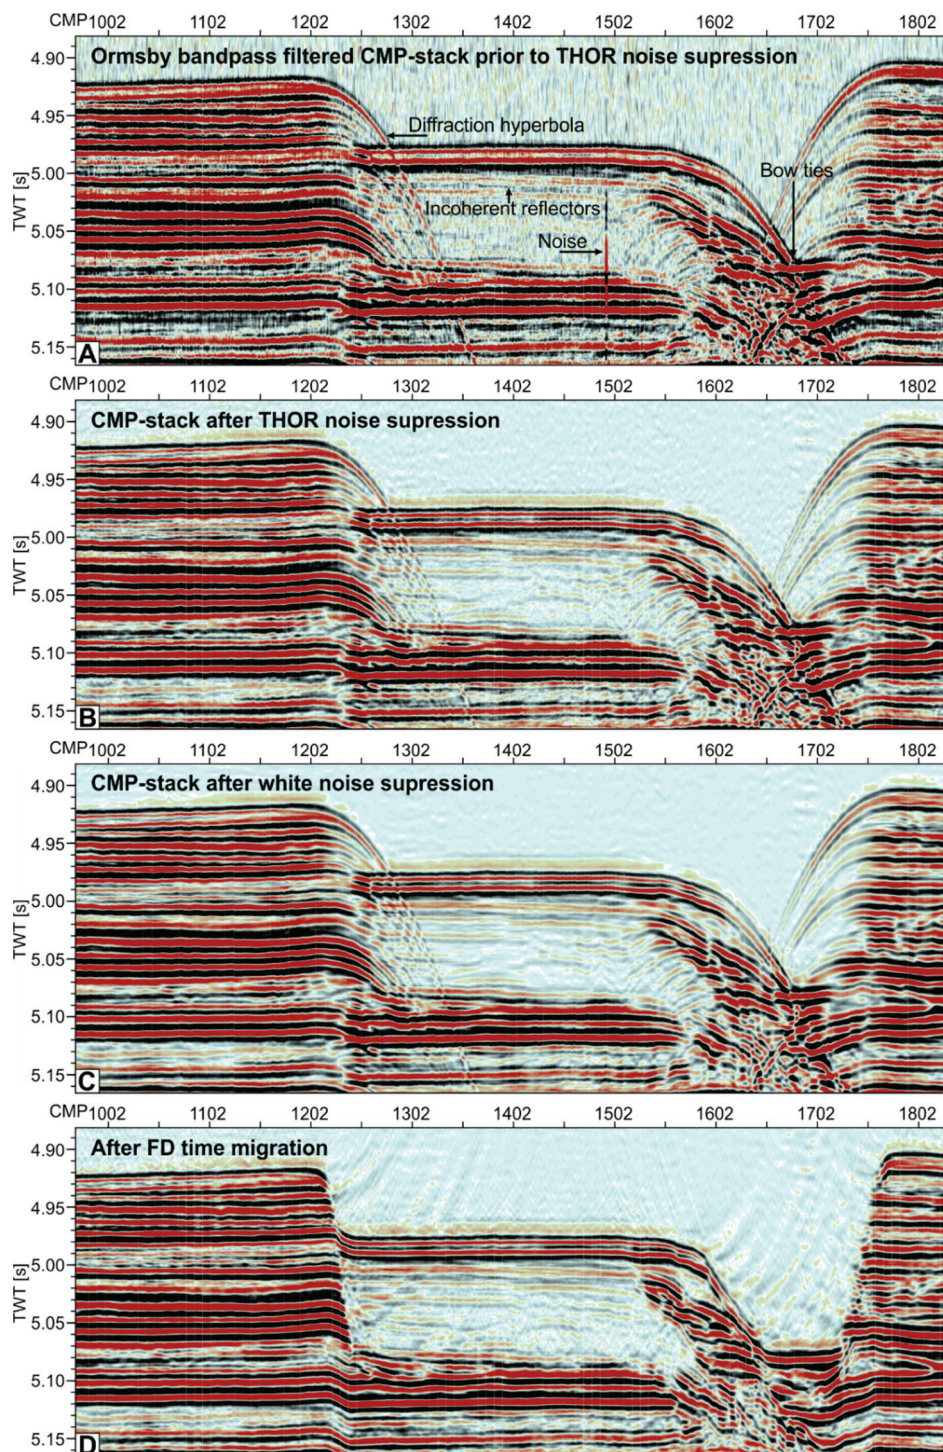 CMP 1002 1102 1202 1302 1402 1502 1602 1702 1802
Ormsby bandpass filtered CMP-stack prior to THOR noise supression
4.90
4.95
Diffraction hyperbola
5.00
Bow ties
TWT [s]
Incoherent reflectors
5.05
Noise
5.10
5.15
A
CMP 1002 1102 1202 1302 1402 1502 1602 1702 1802
CMP-stack after THOR noise supression
4.90
4.95
5.00
TWT [s]
5.05
5.10
5.15
B
CMP 1002 1102 1202 1302 1402 1502 1602 1702 1802
CMP-stack after white noise supression
4.90
4.95
5.00
TWT [s]
5.05
5.10
5.15
C
CMP 1002 1102 1202 1302 1402 1502 1602 1702 1802
After FD time migration
4.90
4.95
5.00
TWT [s]
5.05
5.10
5.15
D